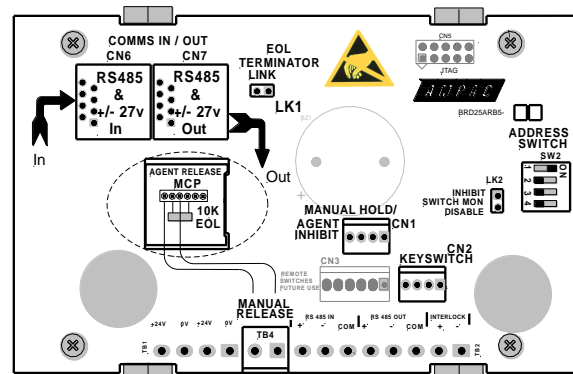 COMMS IN / OUT
CN6
CN7
RS485
&
+/- 27v
In
RS485
&
+/- 27v
Out
In
Out
EOL
TERMINATOR
LINK
LK1
CN5
JTAG
AMPAC
BRD25ARB5-
ADDRESS
SWITCH
SW2
ON
1
2
3
4
LK2
INHIBIT
SWITCH MON
DISABLE
AGENT RELEASE
MCP
10K
EOL
MANUAL HOLD/
AGENT
INHIBIT
CN1
CN2
KEYSWITCH
CN3
REMOTE
SWITCHES
FUTURE USE
MANUAL
RELEASE
TB4
TB1
+24V 0V +24V 0V
RS 485 IN
+' -' COM
RS 485 OUT
+' -' COM
INTERLOCK
+ -'
TB2